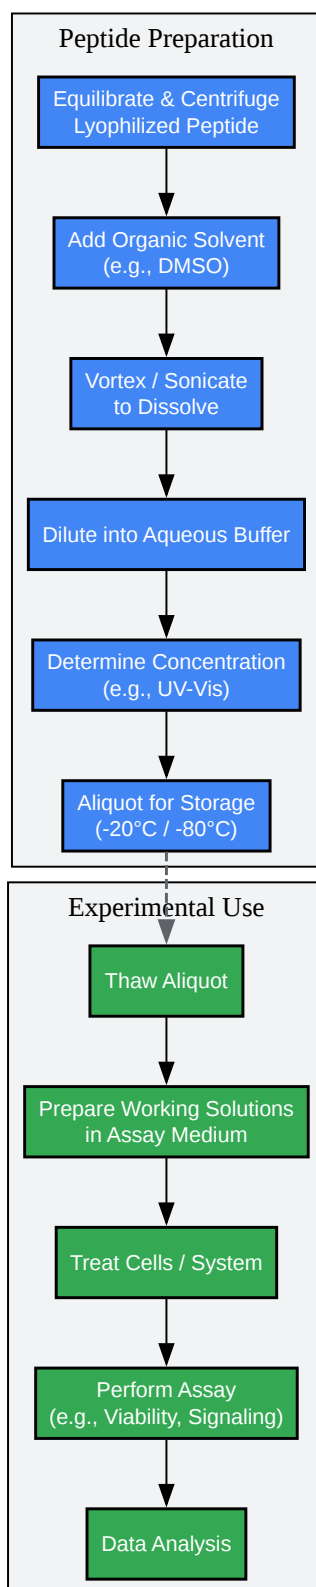 Peptide Preparation
Equilibrate & Centrifuge
Lyophilized Peptide
Add Organic Solvent
(e.g., DMSO)
Vortex / Sonicate
to Dissolve
Dilute into Aqueous Buffer
Determine Concentration
(e.g., UV-Vis)
Aliquot for Storage
(-20°C / -80°C)
Experimental Use
Thaw Aliquot
Prepare Working Solutions
in Assay Medium
Treat Cells / System
Perform Assay
(e.g., Viability, Signaling)
Data Analysis